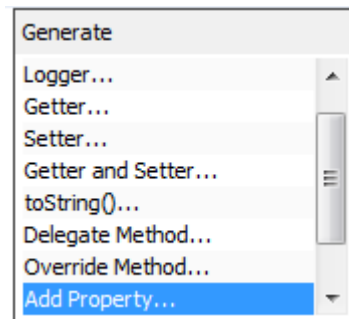 Generate
Logger...
Getter...
Setter...
Getter and Setter...
toString()...
Delegate Method...
Override Method...
Add Property...